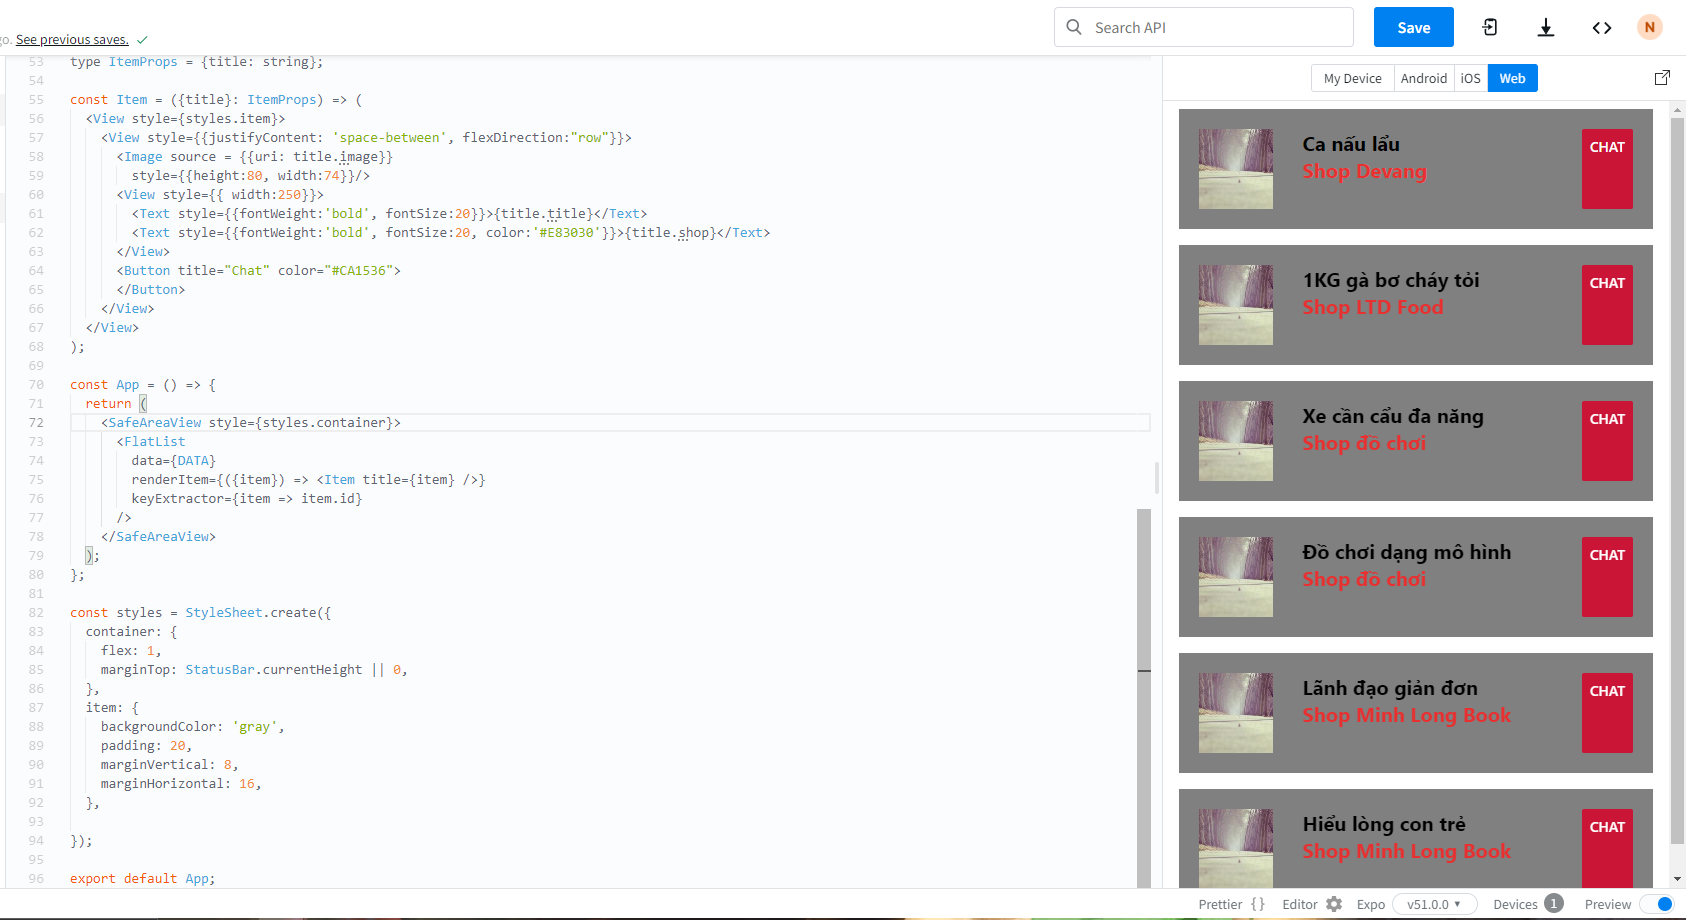 go. See previous saves.
Search API
Save
N
53 type ItemProps = {title: string};
54
55 const Item = ({title}: ItemProps) => (
56 <View style={styles.item}>
57 <View style={{justifyContent: 'space-between', flexDirection:"row"}}>
58 <Image source = {{uri: title.image}}
59 style={{height:80, width:74}}/>
60 <View style={{ width:250}}>
61 <Text style={{fontWeight:'bold', fontSize:20}}>{title.title}</Text>
62 <Text style={{fontWeight:'bold', fontSize:20, color:'#E83030'}}>{title.shop}</Text>
63 </View>
64 <Button title="Chat" color="#CA1536">
65 </Button>
66 </View>
67 </View>
68 );
69
70 const App = () => {
71 return (
72 <SafeAreaView style={styles.container}>
73 <FlatList
74 data={DATA}
75 renderItem={({item}) => <Item title={item} />}
76 keyExtractor={item => item.id}
77 />
78 </SafeAreaView>
79 );
80 };
81
82 const styles = StyleSheet.create({
83 container: {
84 flex: 1,
85 marginTop: StatusBar.currentHeight || 0,
86 },
87 item: {
88 backgroundColor: 'gray',
89 padding: 20,
90 marginVertical: 8,
91 marginHorizontal: 16,
92 },
93
94 });
95
96 export default App;
My Device Android iOS Web
Ca nấu lẩu
Shop Devang
CHAT
1KG gà bơ cháy tỏi
Shop LTD Food
CHAT
Xe cần cẩu đa năng
Shop đồ chơi
CHAT
Đồ chơi dạng mô hình
Shop đồ chơi
CHAT
Lãnh đạo giản đơn
Shop Minh Long Book
CHAT
Hiểu lòng con trẻ
Shop Minh Long Book
CHAT
Prettier {} Editor Expo v51.0.0 Devices 1 Preview